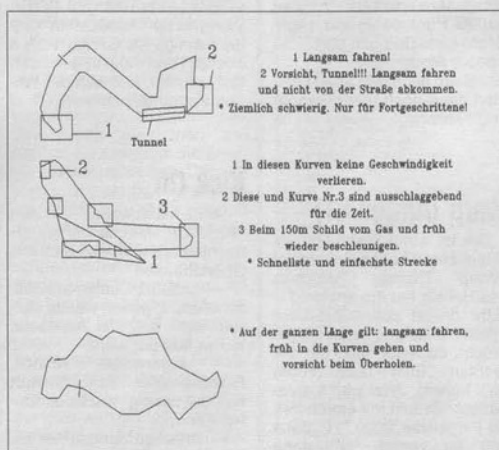 2
1 Langsam fahren!
2 Vorsicht, Tunnel!!! Langsam fahren
und nicht von der Straße abkommen.
* Ziemlich schwierig. Nur für Fortgeschrittene!
1
Tunnel
2
3
1
1 In diesen Kurven keine Geschwindigkeit
verlieren.
2 Diese und Kurve Nr.3 sind ausschlaggebend
für die Zeit.
3 Beim 150m Schild vom Gas und früh
wieder beschleunigen.
* Schnellste und einfachste Strecke
* Auf der ganzen Länge gilt: langsam fahren,
früh in die Kurven gehen und
vorsicht beim Überholen.